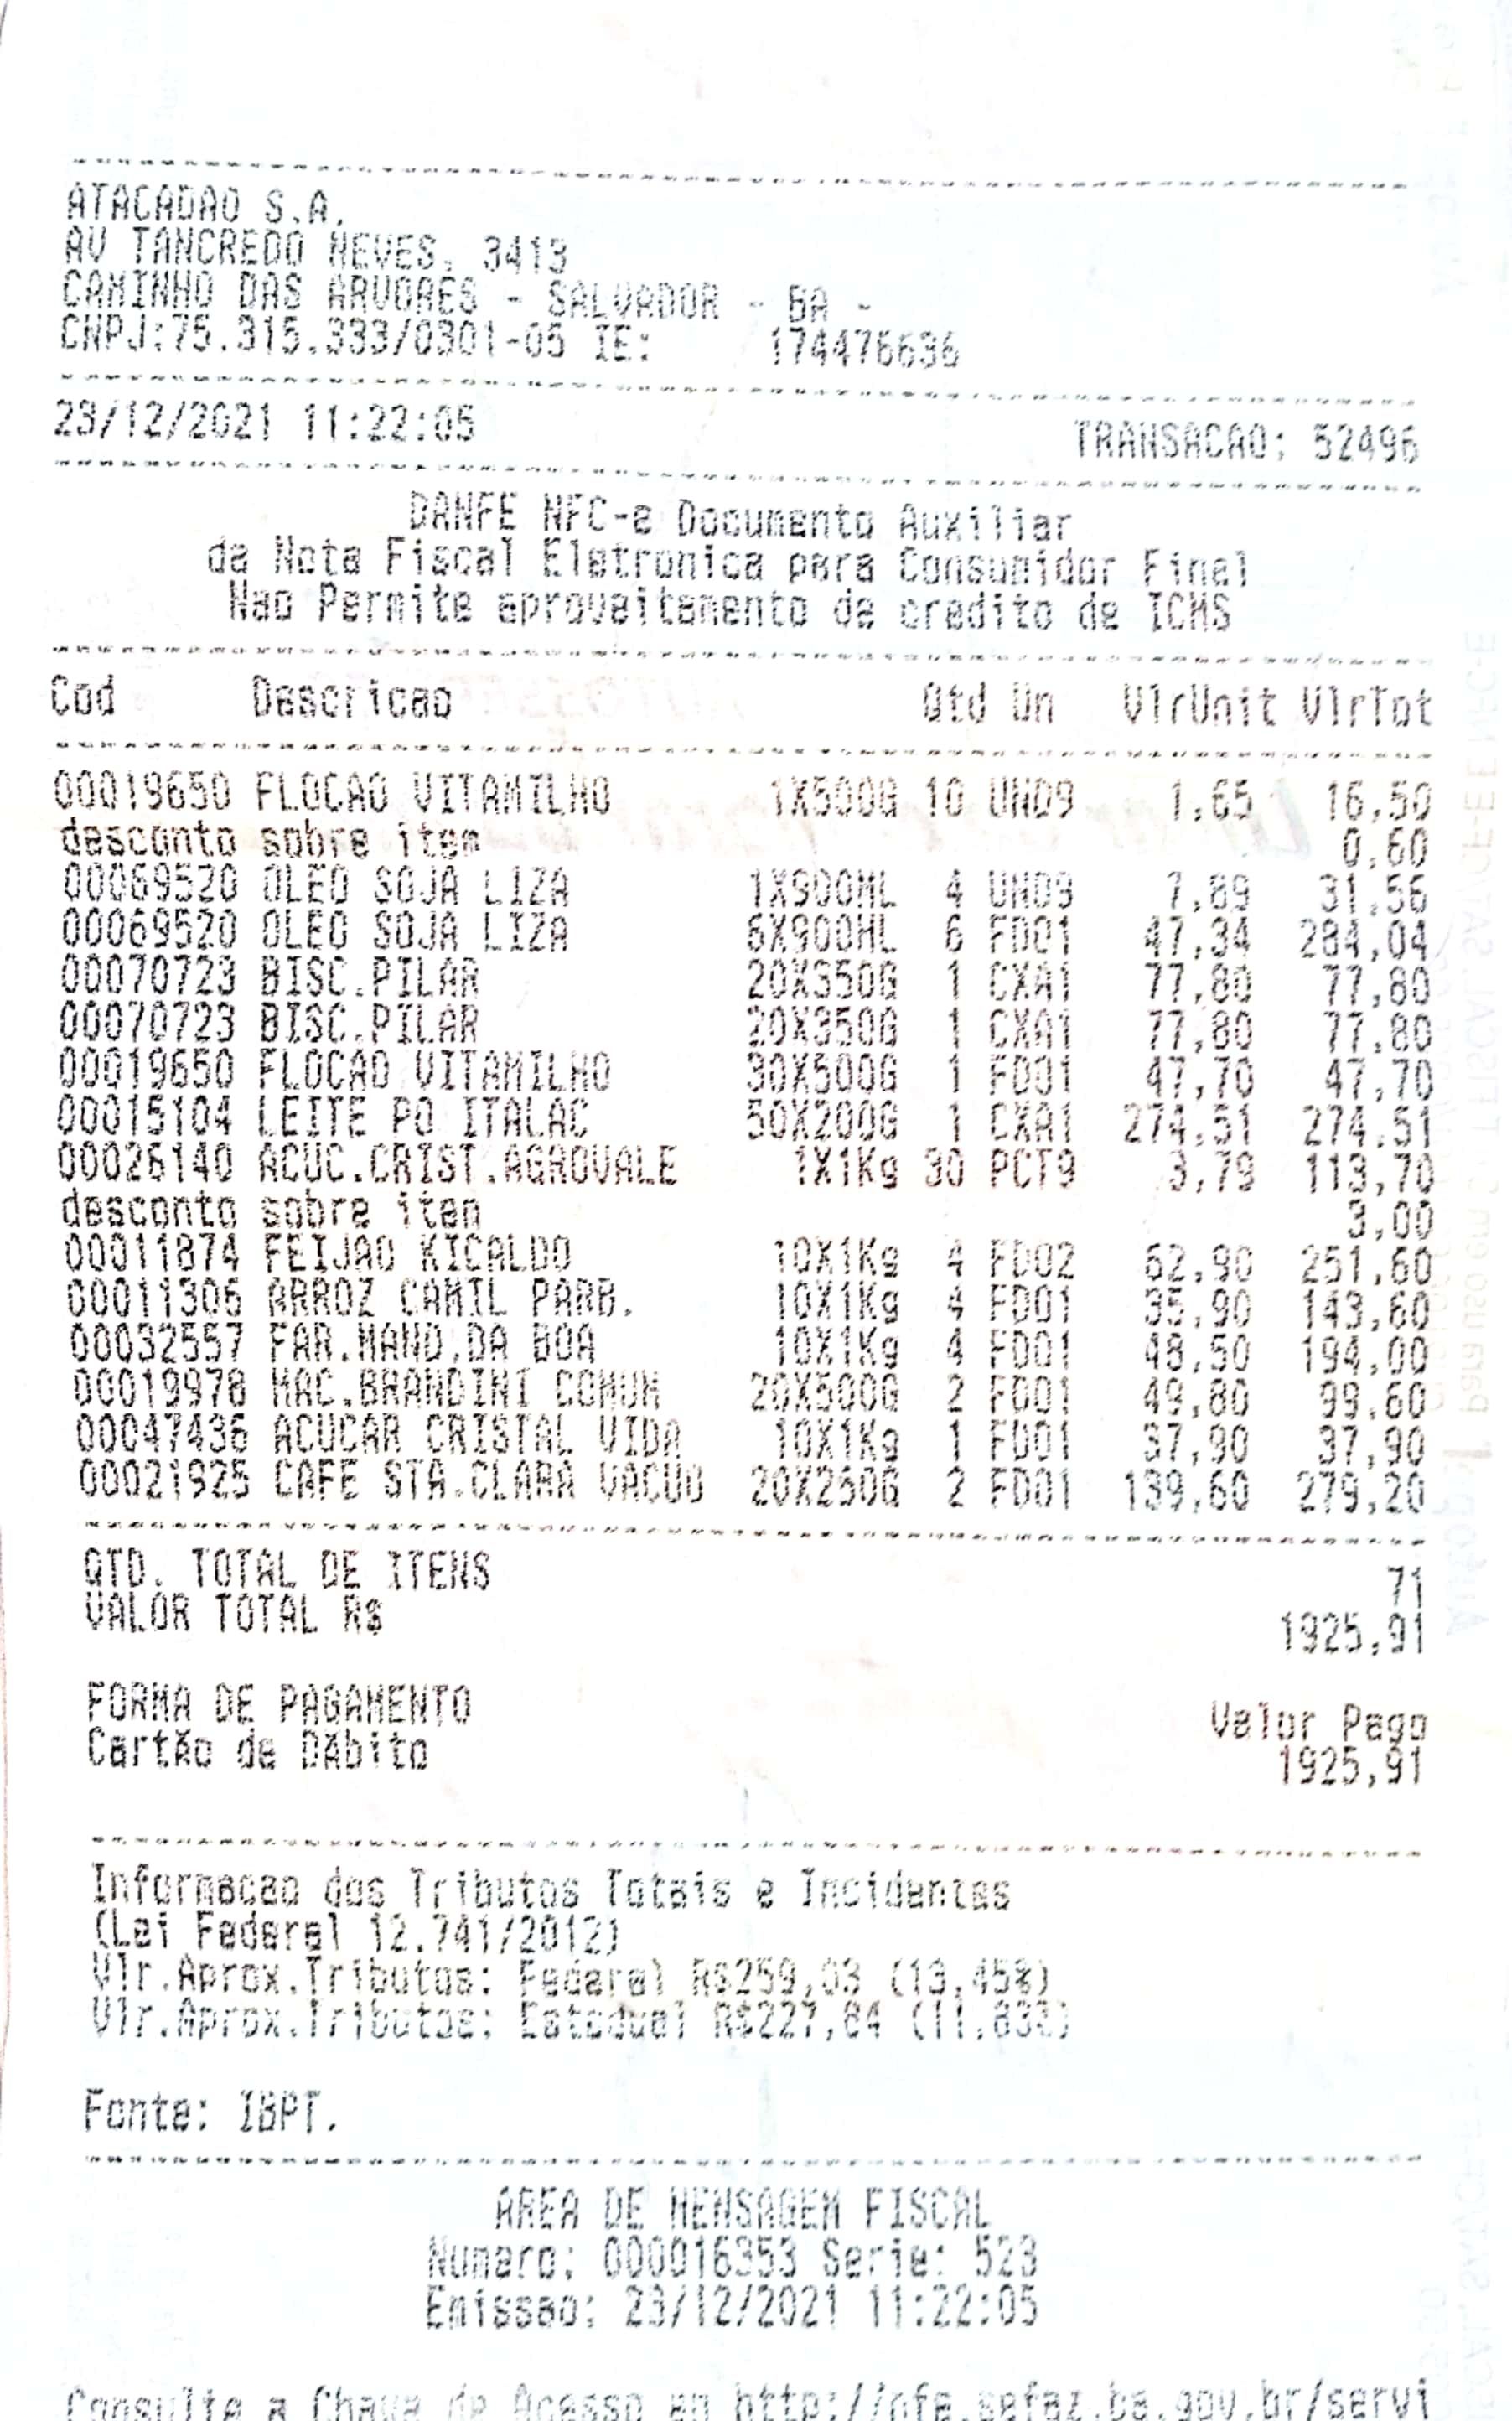 ATACADAO S.A.
AV TANCREDO NEVES, 3413
CAMINHO DAS ARVORES - SALVADOR - BA -
CNPJ:75.315.333/0301-05 IE: 174476636
23/12/2021 11:22:05 TRANSACAO: 52496
DANFE NFC-e Documento Auxiliar
da Nota Fiscal Eletronica para Consumidor Final
Nao Permite aproveitamento de credito de ICMS
Cod Descricao Qtd Un VlrUnit VlrTot
00019650 FLOCAO VITAMILHO 1X500G 10 UND9 1,65 16,50
desconto sobre item 0,60
00069520 OLEO SOJA LIZA 1X900ML 4 UND9 7,89 31,56
00069520 OLEO SOJA LIZA 6X900ML 6 FD01 47,34 284,04
00070723 BISC.PILAR 20X350G 1 CXA1 77,80 77,80
00070723 BISC.PILAR 20X350G 1 CXA1 77,80 77,80
00019650 FLOCAO VITAMILHO 30X500G 1 FD01 47,70 47,70
00015104 LEITE PO ITALAC 50X200G 1 CXA1 274,51 274,51
00026140 ACUC.CRIST.AGROVALE 1X1Kg 30 PCT9 3,79 113,70
desconto sobre item 3,00
00011874 FEIJAO KICALDO 10X1Kg 4 FD02 62,90 251,60
00011306 ARROZ CAMIL PARB. 10X1Kg 4 FD01 35,90 143,60
00032557 FAR.MAND.DA BOA 10X1Kg 4 FD01 48,50 194,00
00019978 MAC.BRANDINI COMUM 20X500G 2 FD01 49,80 99,60
00047436 ACUCAR CRISTAL VIDA 10X1Kg 1 FD01 37,90 37,90
00021925 CAFE STA.CLARA VACUO 20X250G 2 FD01 139,60 279,20
QTD. TOTAL DE ITENS 71
VALOR TOTAL R$ 1925,91
FORMA DE PAGAMENTO Valor Pago
Cartão de Débito 1925,91
Informacao dos Tributos Totais e Incidentes
(Lei Federal 12.741/2012)
Vlr.Aprox.Tributos: Federal R$259,03 (13,45%)
Vlr.Aprox.Tributos: Estadual R$227,84 (11,83%)
Fonte: IBPT.
AREA DE MENSAGEM FISCAL
Numero: 000016353 Serie: 523
Emissao: 23/12/2021 11:22:05
Consulte a Chave de Acesso em http://nfe.sefaz.ba.gov.br/servi